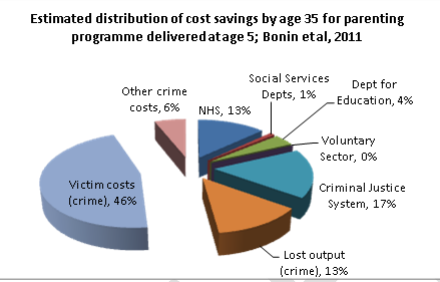 Estimated distribution of cost savings by age 35 for parenting
programme delivered at age 5; Bonin et al, 2011
Other crime
costs, 6%
NHS, 13%
Social Services
Depts, 1%
Dept for
Education, 4%
Voluntary
Sector, 0%
Criminal Justice
System, 17%
Lost output
(crime), 13%
Victim costs
(crime), 46%